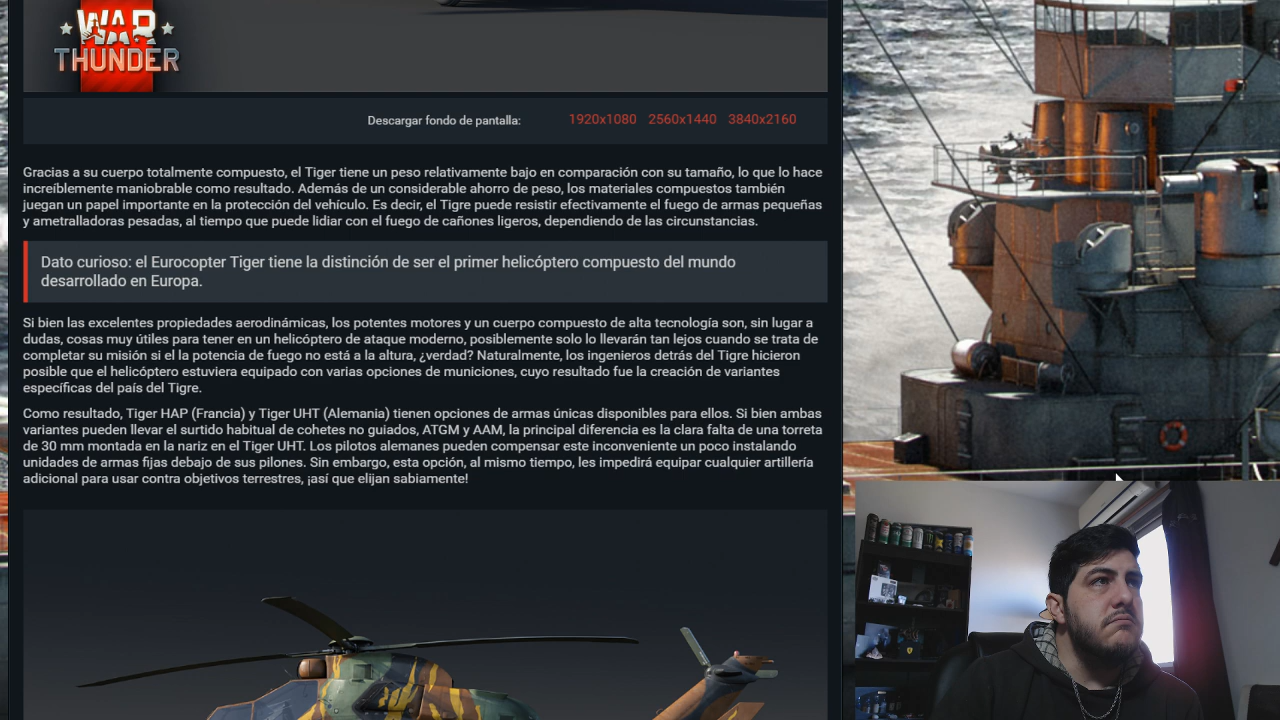 WAR
THUNDER
Descargar fondo de pantalla: 1920x1080 2560x1440 3840x2160
Gracias a su cuerpo totalmente compuesto, el Tiger tiene un peso relativamente bajo en comparación con su tamaño, lo que lo hace
increíblemente maniobrable como resultado. Además de un considerable ahorro de peso, los materiales compuestos también
juegan un papel importante en la protección del vehículo. Es decir, el Tigre puede resistir efectivamente el fuego de armas pequeñas
y ametralladoras pesadas, al tiempo que puede lidiar con el fuego de cañones ligeros, dependiendo de las circunstancias.
Dato curioso: el Eurocopter Tiger tiene la distinción de ser el primer helicóptero compuesto del mundo
desarrollado en Europa.
Si bien las excelentes propiedades aerodinámicas, los potentes motores y un cuerpo compuesto de alta tecnología son, sin lugar a
dudas, cosas muy útiles para tener en un helicóptero de ataque moderno, posiblemente solo lo llevarán tan lejos cuando se trata de
completar su misión si el la potencia de fuego no está a la altura, ¿verdad? Naturalmente, los ingenieros detrás del Tigre hicieron
posible que el helicóptero estuviera equipado con varias opciones de municiones, cuyo resultado fue la creación de variantes
específicas del país del Tigre.
Como resultado, Tiger HAP (Francia) y Tiger UHT (Alemania) tienen opciones de armas únicas disponibles para ellos. Si bien ambas
variantes pueden llevar el surtido habitual de cohetes no guiados, ATGM y AAM, la principal diferencia es la clara falta de una torreta
de 30 mm montada en la nariz en el Tiger UHT. Los pilotos alemanes pueden compensar este inconveniente un poco instalando
unidades de armas fijas debajo de sus pilones. Sin embargo, esta opción, al mismo tiempo, les impedirá equipar cualquier artillería
adicional para usar contra objetivos terrestres, ¡así que elijan sabiamente!